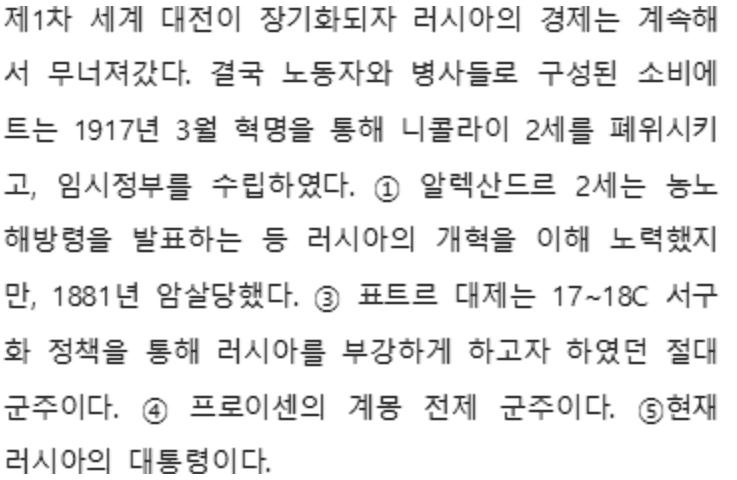 제1차 세계 대전이 장기화되자 러시아의 경제는 계속해
서 무너져갔다. 결국 노동자와 병사들로 구성된 소비에
트는 1917년 3월 혁명을 통해 니콜라이 2세를 폐위시키
고, 임시정부를 수립하였다. ① 알렉산드르 2세는 농노
해방령을 발표하는 등 러시아의 개혁을 이해 노력했지
만, 1881년 암살당했다. ③ 표트르 대제는 17~18C 서구
화 정책을 통해 러시아를 부강하게 하고자 하였던 절대
군주이다. ④ 프로이센의 계몽 전제 군주이다. ⑤현재
러시아의 대통령이다.